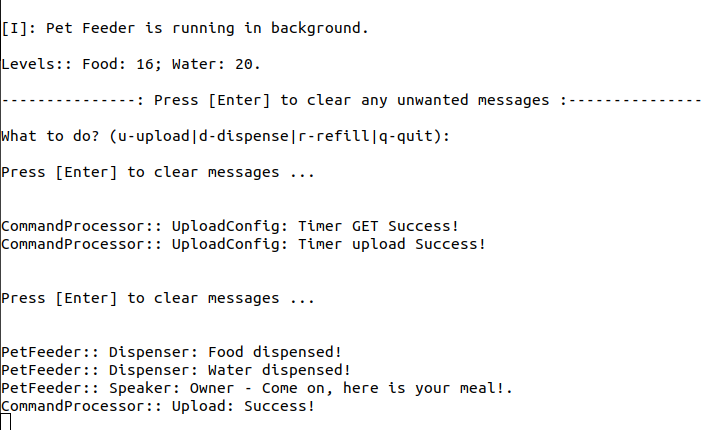 [I]: Pet Feeder is running in background.
Levels:: Food: 16; Water: 20.
---------------: Press [Enter] to clear any unwanted messages :---------------
What to do? (u-upload|d-dispense|r-refill|q-quit):
Press [Enter] to clear messages ...
CommandProcessor:: UploadConfig: Timer GET Success!
CommandProcessor:: UploadConfig: Timer upload Success!
Press [Enter] to clear messages ...
PetFeeder:: Dispenser: Food dispensed!
PetFeeder:: Dispenser: Water dispensed!
PetFeeder:: Speaker: Owner - Come on, here is your meal!.
CommandProcessor:: Upload: Success!